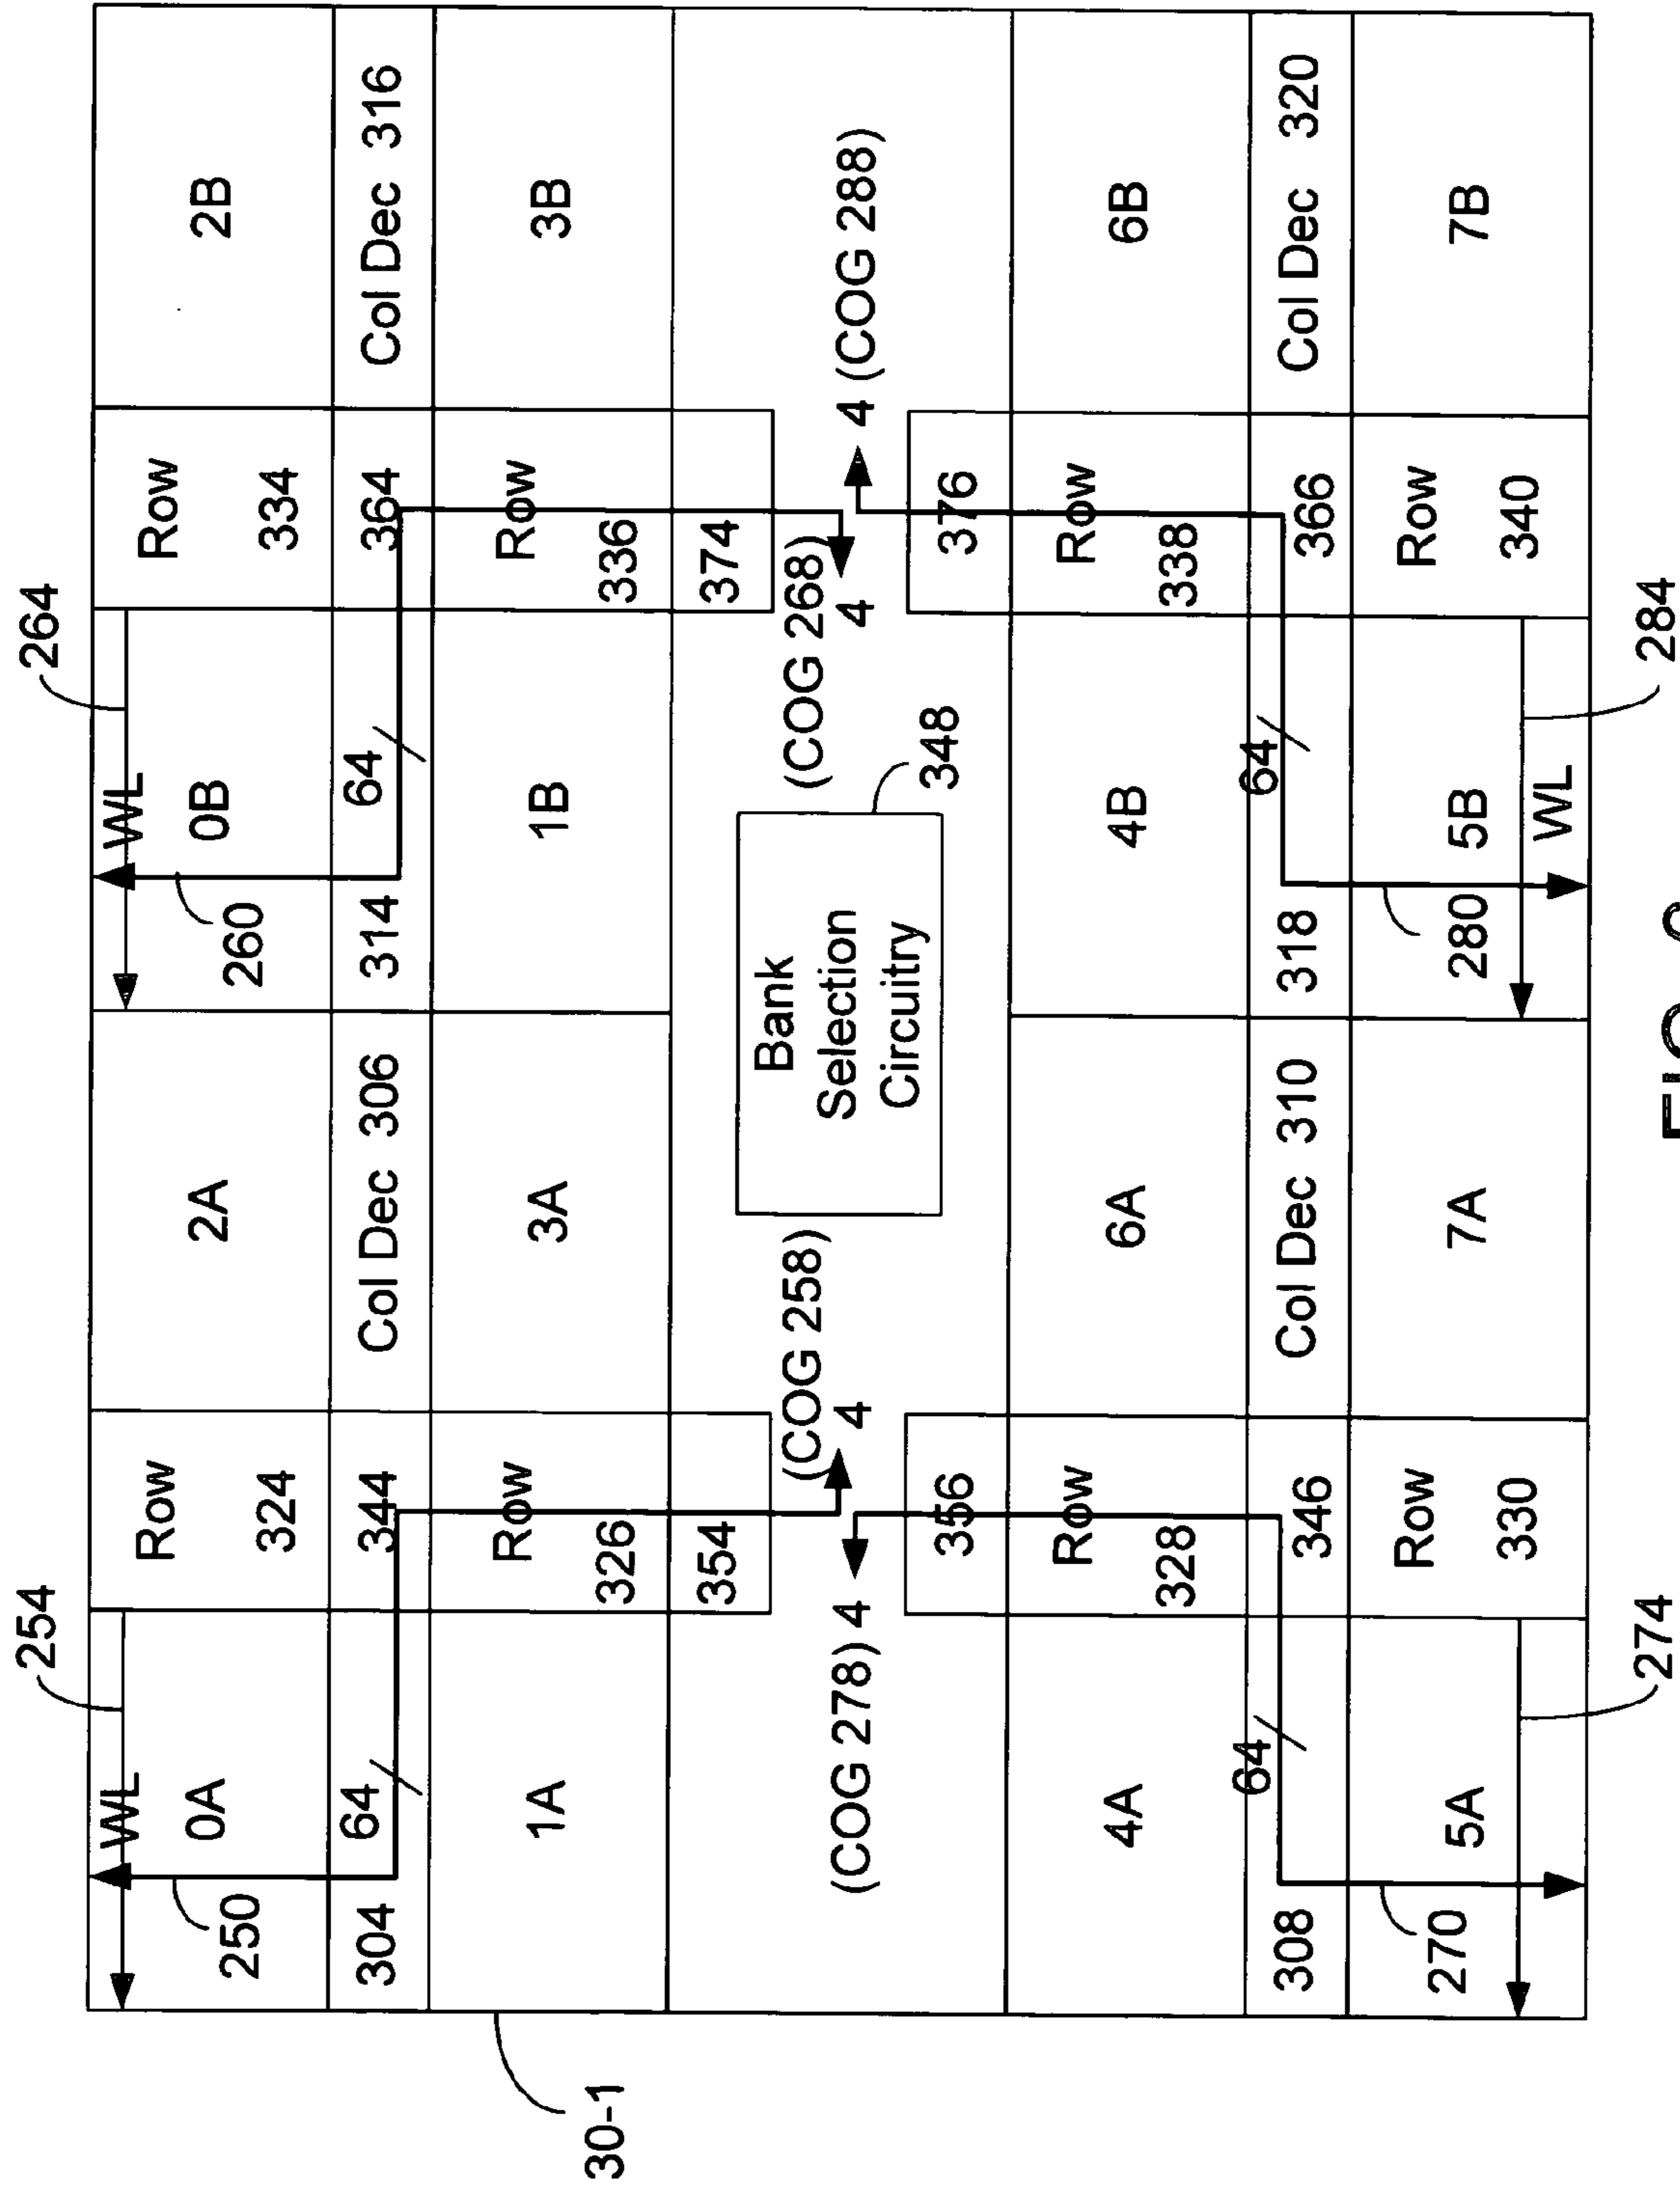 254
264
WL
WL
Row
Row
0A
2A
0B
2B
250
260
324
334
304
64
344
Col Dec 306
314
64
364
Col Dec 316
Row
Row
1A
3A
1B
3B
30-1
326
336
354
374
(COG 258)
4
(COG 278) 4
Bank
Selection
Circuitry
348
(COG 268)
4
4 (COG 288)
356
376
Row
Row
4A
6A
4B
6B
328
338
64
64
308
346
Col Dec 310
318
366
Col Dec 320
Row
Row
5A
7A
5B
7B
270
280
330
340
WL
274
284